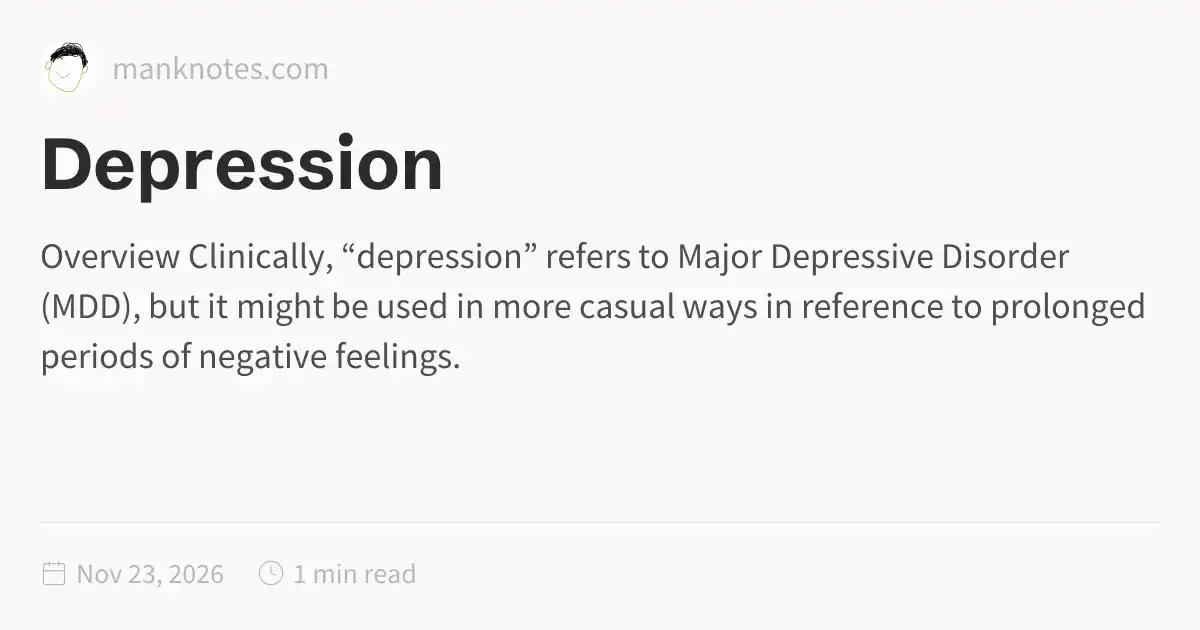 manknotes.com
Depression
Overview Clinically, “depression” refers to Major Depressive Disorder
(MDD), but it might be used in more casual ways in reference to prolonged
periods of negative feelings.
Nov 23, 2026 1 min read